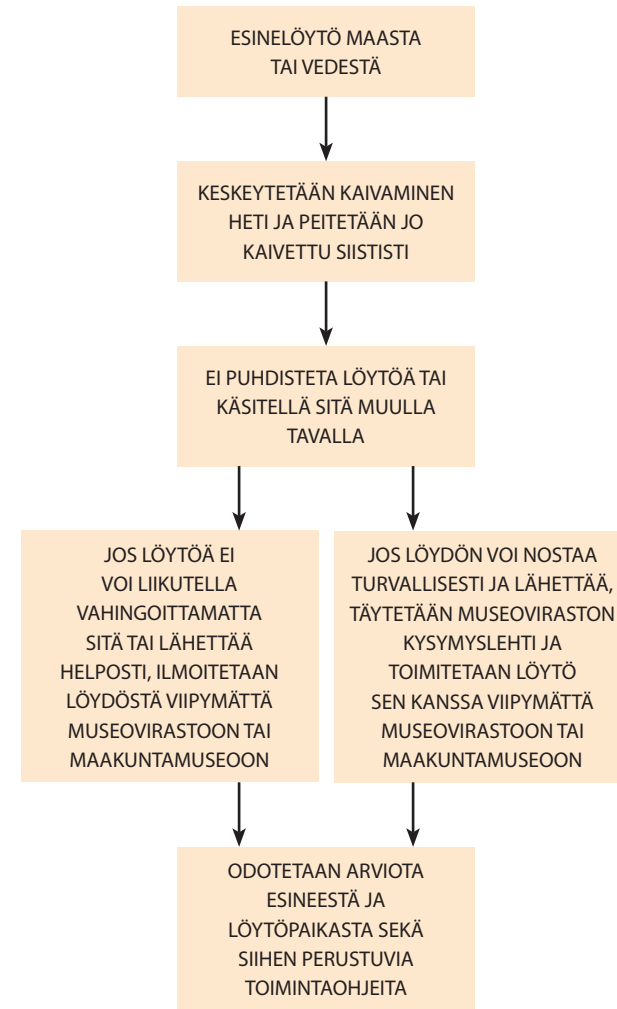 ESINELÖYTÖ MAASTA
TAI VEDESTÄ
KESKEYTETÄÄN KAIVAMINEN
HETI JA PEITETÄÄN JO
KAIVETTU SIISTISTI
EI PUHDISTETA LÖYTÖÄ TAI
KÄSITELLÄ SITÄ MUULLA
TAVALLA
JOS LÖYTÖÄ EI
VOI LIIKUTELLA
VAHINGOITTAMATTA
SITÄ TAI LÄHETTÄÄ
HELPOSTI, ILMOITETAAN
LÖYDÖSTÄ VIIPYMÄTTÄ
MUSEOVIRASTOON TAI
MAAKUNTAMUSEOON
JOS LÖYDÖN VOI NOSTAA
TURVALLISESTI JA LÄHETTÄÄ,
TÄYTETÄÄN MUSEOVIRASTON
KYSYMYSLEHTI JA
TOIMITETAAN LÖYTÖ
SEN KANSSA VIIPYMÄTTÄ
MUSEOVIRASTOON TAI
MAAKUNTAMUSEOON
ODOTETAAN ARVIOTA
ESINEESTÄ JA
LÖYTÖPAIKASTA SEKÄ
SIIHEN PERUSTUVIA
TOIMINTAOHJEITA